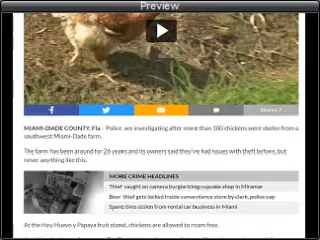 Preview
MIAMI-DADE COUNTY, Fla. - Police are investigating after more than 100 chickens were stolen from a
southwest Miami-Dade farm.
The farm has been around for 26 years and its owners said they've had issues with theft before, but
never anything like this.
MORE CRIME HEADLINES
Thief caught on camera burglarizing cupcake shop in Miramar
Beer thief gets locked inside convenience store by clerk, police say
Spare tires stolen from rental car business in Miami
At the Hay Huevo y Papaya fruit stand, chickens are allowed to roam free.